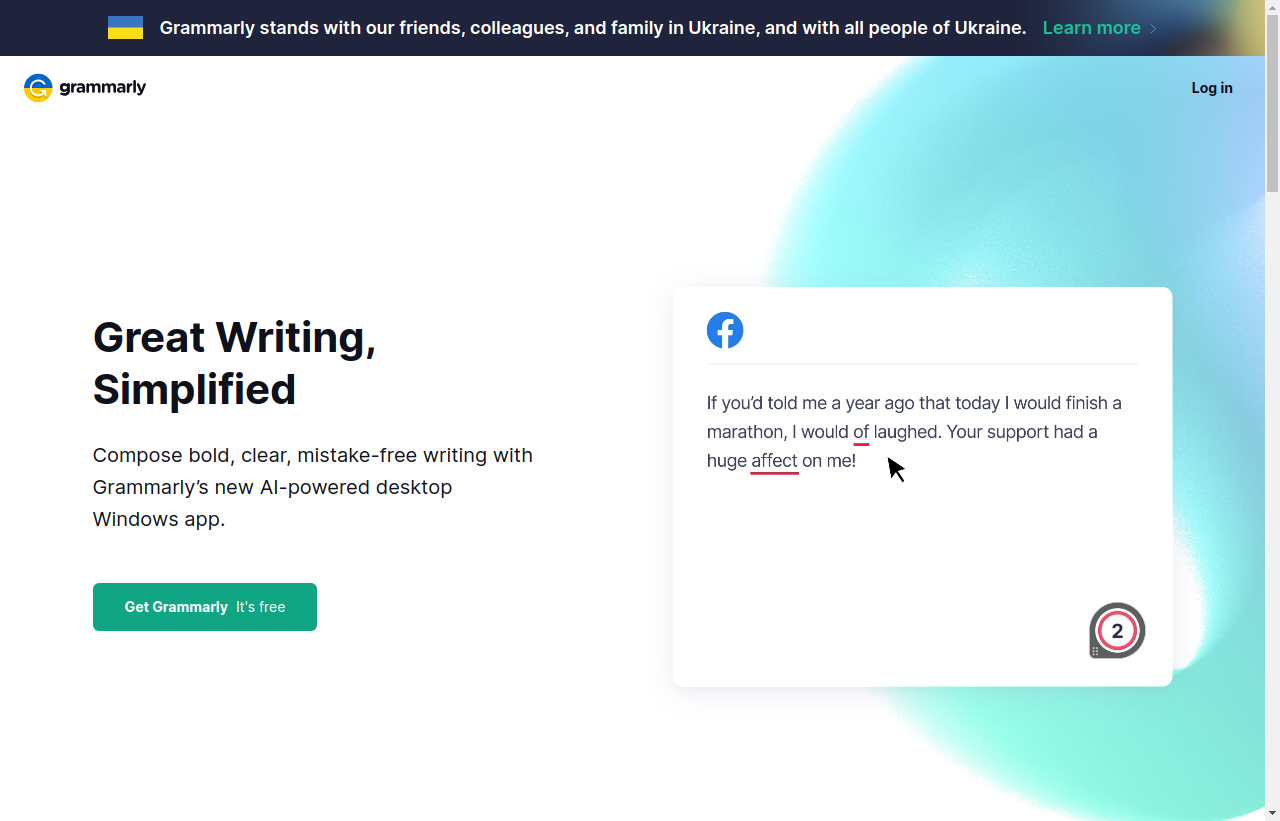 Grammarly stands with our friends, colleagues, and family in Ukraine, and with all people of Ukraine. Learn more
grammarly
Log in
Great Writing,
Simplified
Compose bold, clear, mistake-free writing with
Grammarly’s new AI-powered desktop
Windows app.
Get Grammarly It's free
If you’d told me a year ago that today I would finish a
marathon, I would of laughed. Your support had a
huge affect on me!
2